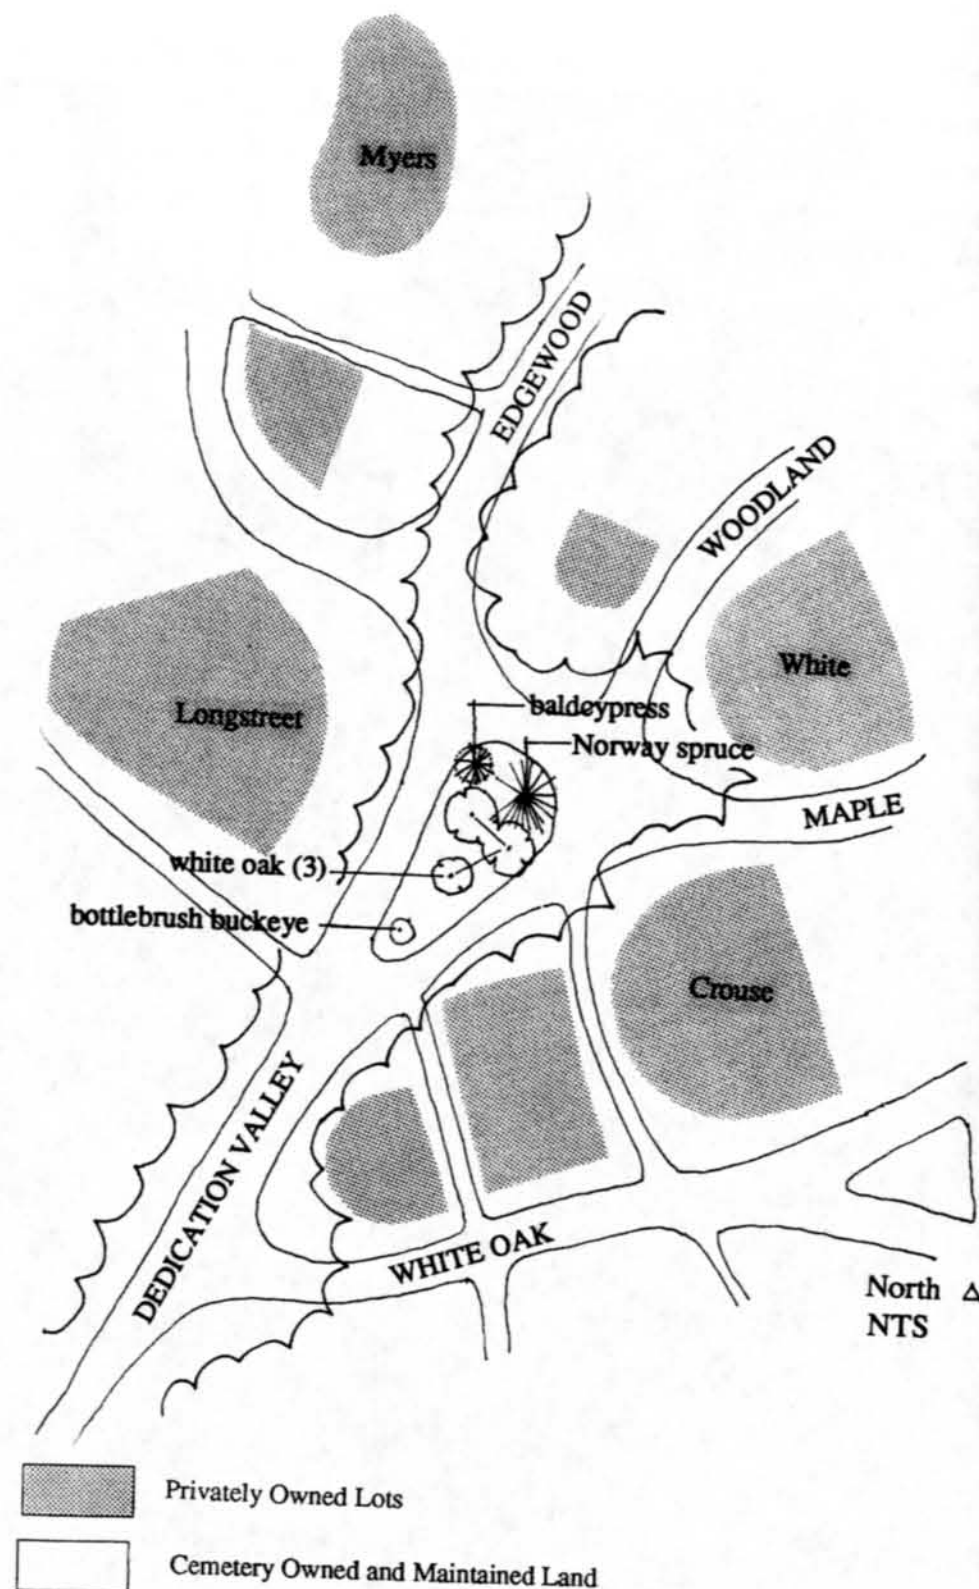 Myers
EDGEWOOD
WOODLAND
White
baldcypress
Longstreet
Norway spruce
MAPLE
white oak (3)
bottlebrush buckeye
Crouse
DEDICATION VALLEY
WHITE OAK
North
NTS
Privately Owned Lots
Cemetery Owned and Maintained Land